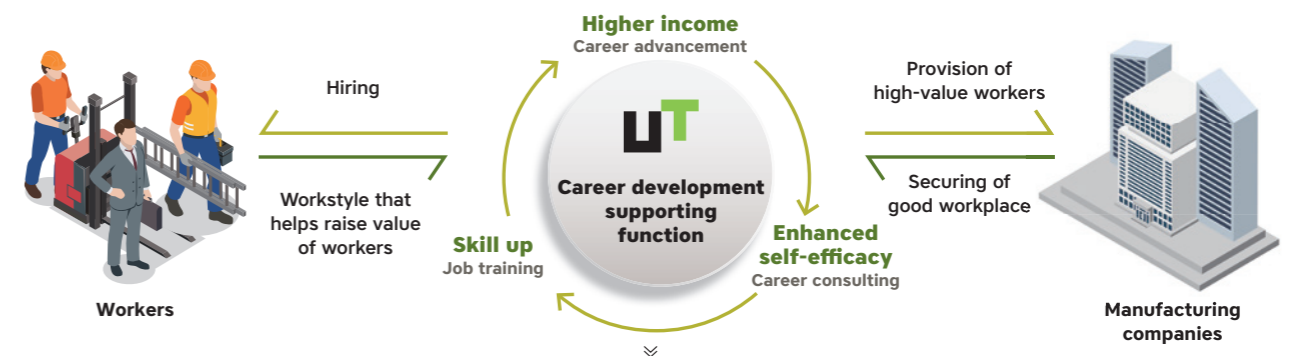 Higher income
Career advancement
Hiring
Provision of
high-value workers
UT
Career development
supporting
function
Workstyle that
helps raise value
of workers
Securing of
good workplace
Skill up
Job training
Enhanced
self-efficacy
Career consulting
Workers
Manufacturing
companies